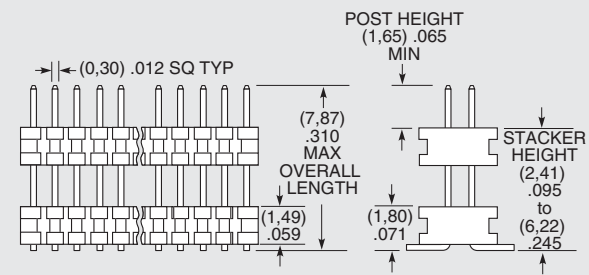 POST HEIGHT
(1,65) .065
MIN
(0,30) .012 SQ TYP
(7,87)
.310
MAX
OVERALL
LENGTH
STACKER
HEIGHT
(2,41)
.095
to
(6,22)
.245
(1,49)
.059
(1,80)
.071